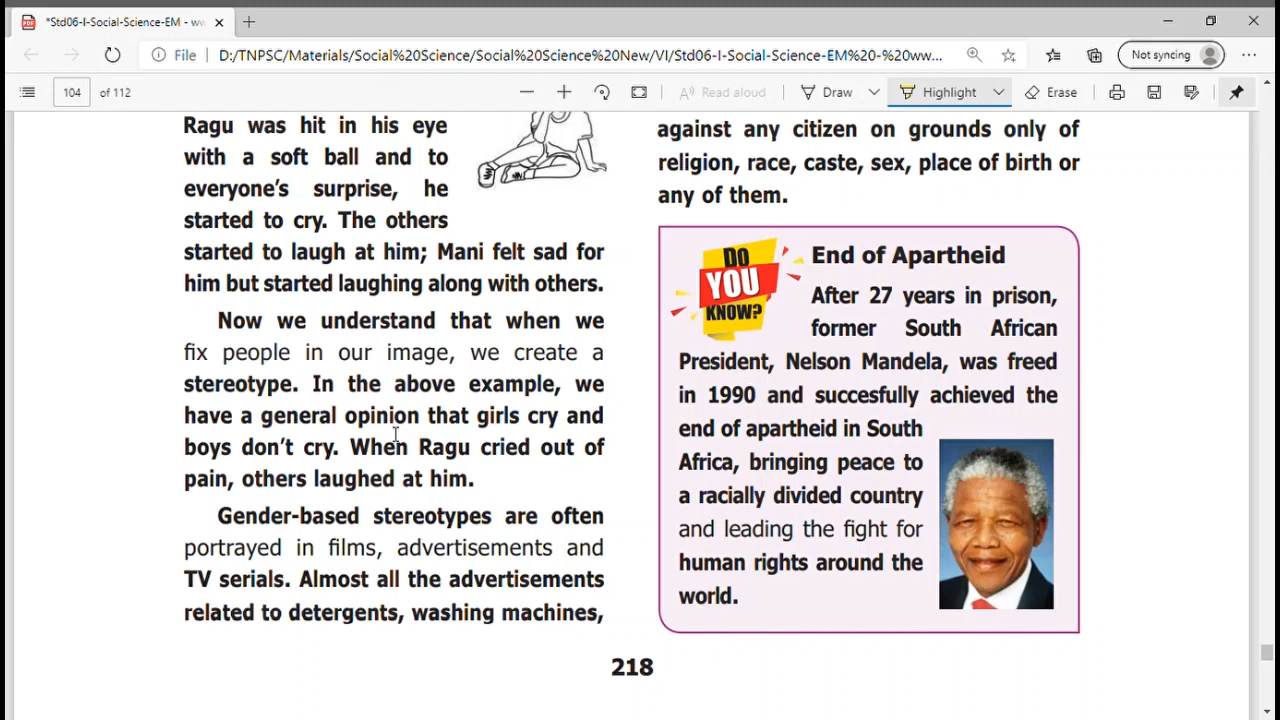 *Std06-I-Social-Science-EM - ww
File
D:/TNPSC/Materials/Social%20Science/Social%20Science%20New/VI/Std06-I-Social-Science-EM%20-%20ww...
Not syncing
104 of 112
Read aloud
Draw
Highlight
Erase
Ragu was hit in his eye
with a soft ball and to
everyone’s surprise, he
started to cry. The others
started to laugh at him; Mani felt sad for
him but started laughing along with others.
Now we understand that when we
fix people in our image, we create a
stereotype. In the above example, we
have a general opinion that girls cry and
boys don’t cry. When Ragu cried out of
pain, others laughed at him.
Gender-based stereotypes are often
portrayed in films, advertisements and
TV serials. Almost all the advertisements
related to detergents, washing machines,
against any citizen on grounds only of
religion, race, caste, sex, place of birth or
any of them.
DO
YOU
KNOW?
End of Apartheid
After 27 years in prison,
former South African
President, Nelson Mandela, was freed
in 1990 and succesfully achieved the
end of apartheid in South
Africa, bringing peace to
a racially divided country
and leading the fight for
human rights around the
world.
218